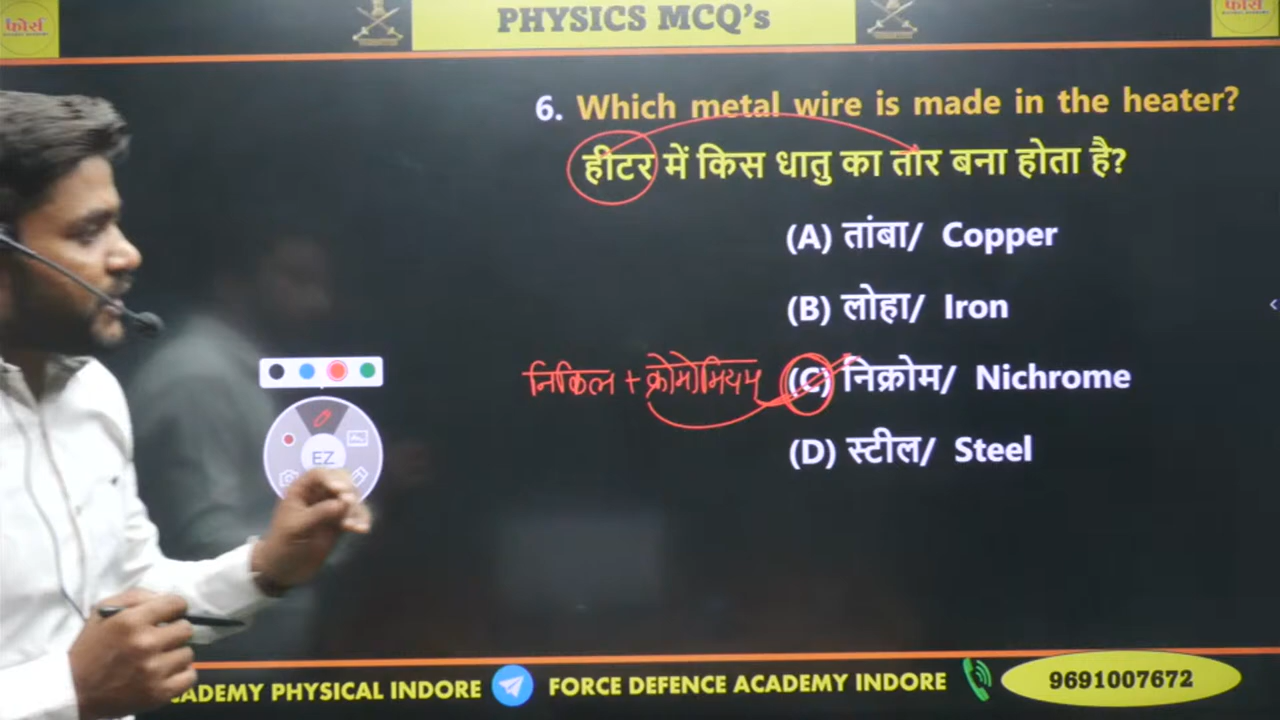 फोर्स
PHYSICS MCQ's
फोर्स
6. Which metal wire is made in the heater?
हीटर में किस धातु का तार बना होता है?
(A) तांबा/ Copper
(B) लोहा/ Iron
निकिल + क्रोमोमियम (C) निक्रोम/ Nichrome
(D) स्टील/ Steel
EZ
CADEMY PHYSICAL INDORE FORCE DEFENCE ACADEMY INDORE 9691007672